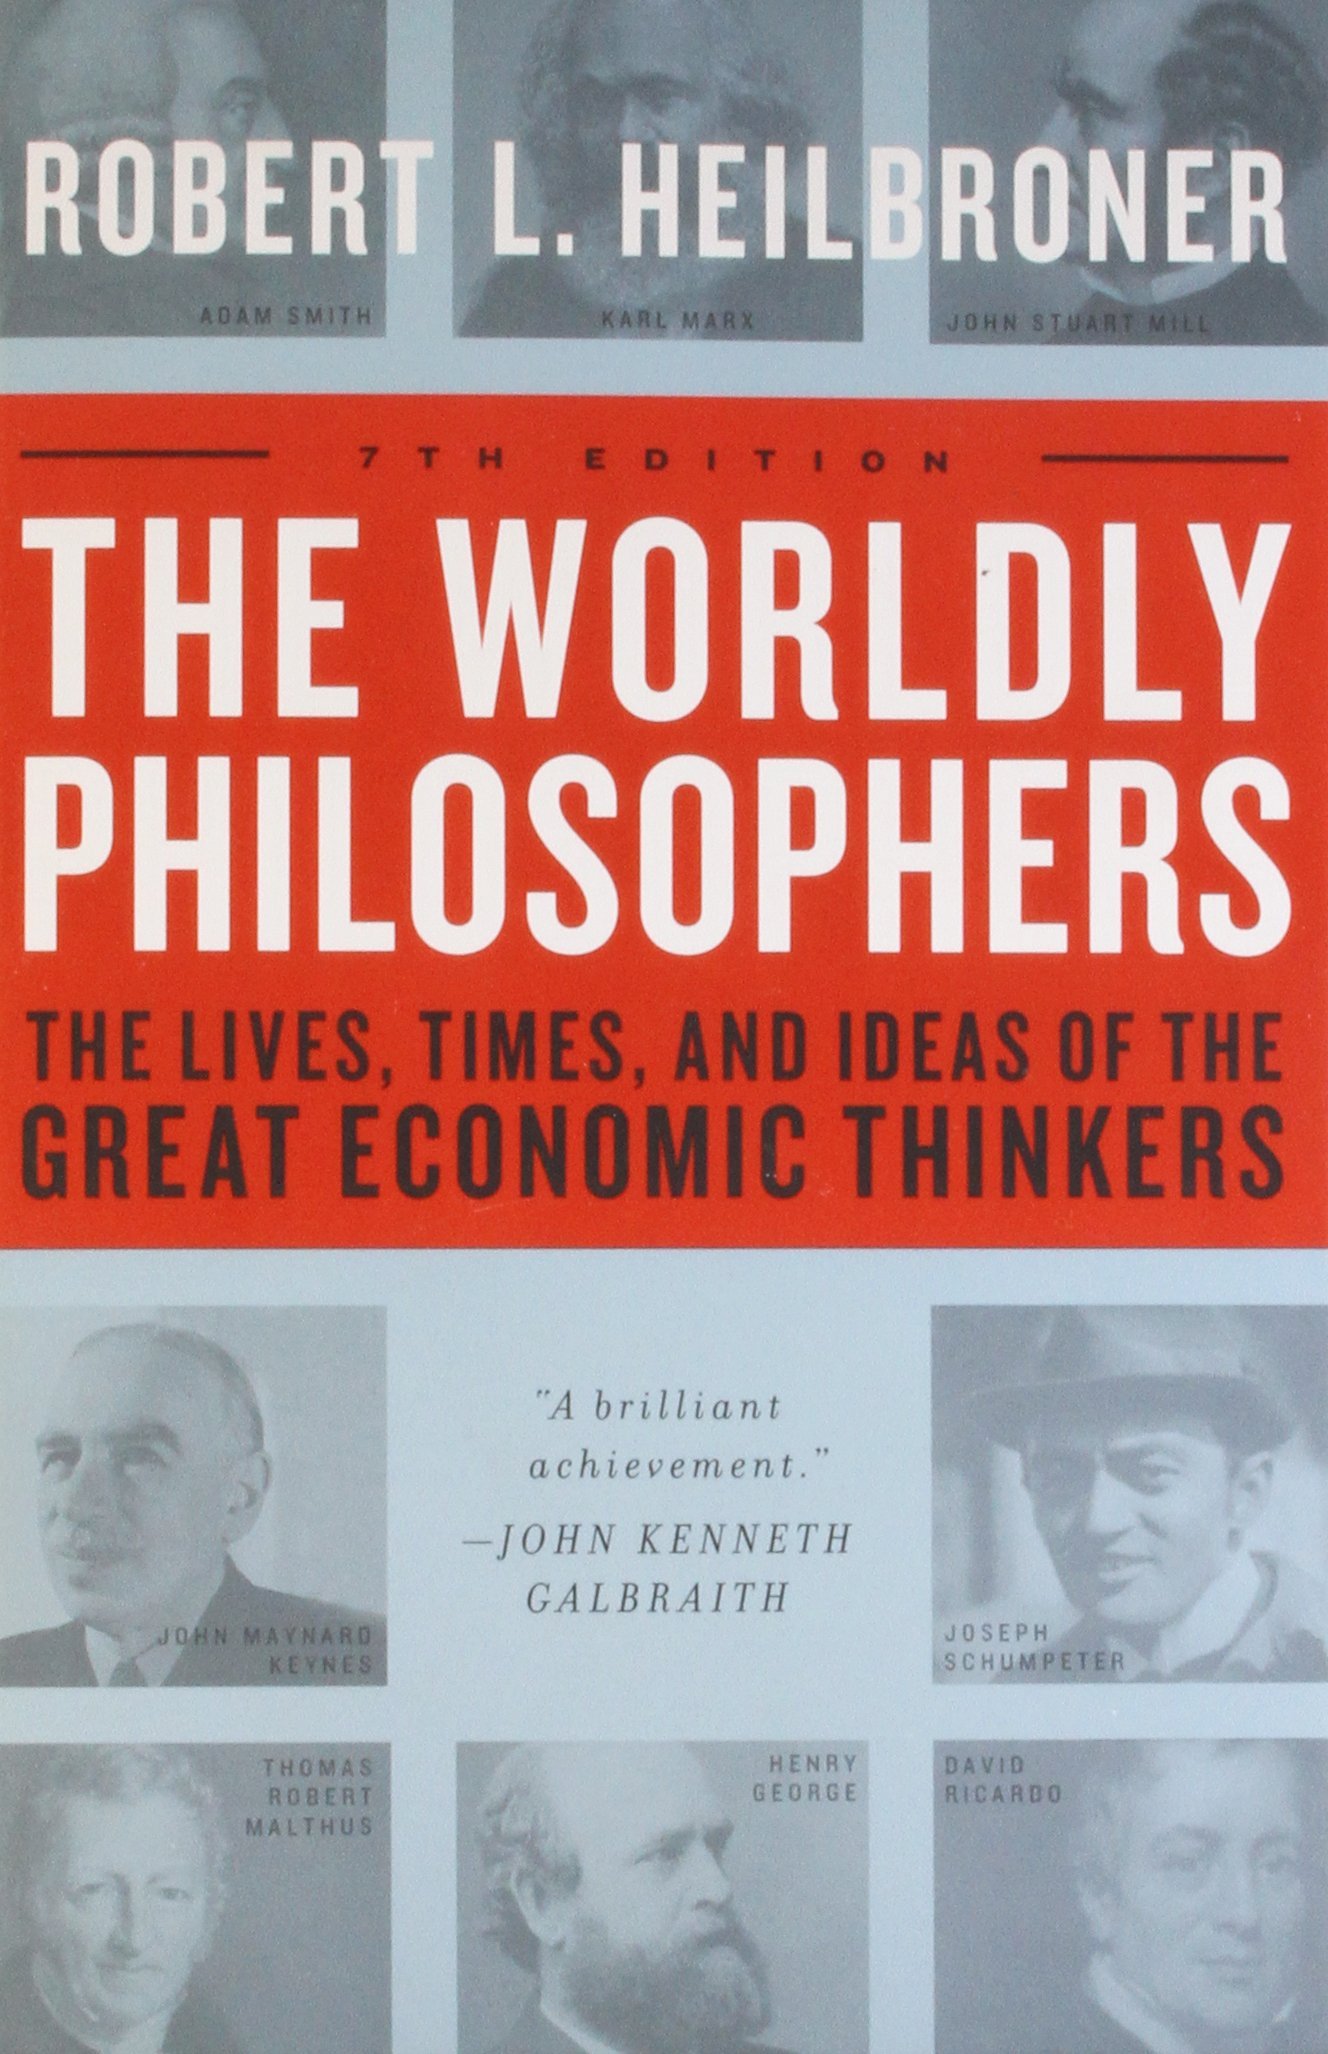 ROBERT L. HEILBRONER
ADAM SMITH
KARL MARX
JOHN STUART MILL
7TH EDITION
THE WORLDLY
PHILOSOPHERS
THE LIVES, TIMES, AND IDEAS OF THE
GREAT ECONOMIC THINKERS
"A brilliant
achievement."
—JOHN KENNETH
GALBRAITH
JOHN MAYNARD
KEYNES
JOSEPH
SCHUMPETER
THOMAS
ROBERT
MALTHUS
HENRY
GEORGE
DAVID
RICARDO